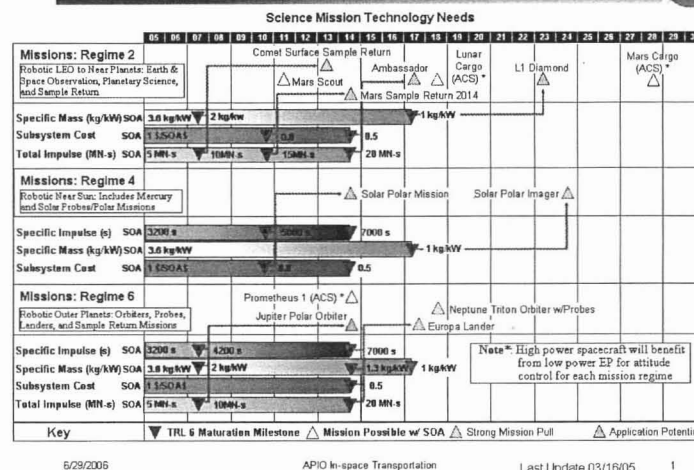 Science Mission Technology Needs
05 06 07 08 09 10 11 12 13 14 15 16 17 18 19 20 21 22 23 24 25 26 27 28 29
Missions: Regime 2
Robotic LEO to Near Planets: Earth &
Space Observation, Planetary Science,
and Sample Return
Comet Surface Sample Return
Mars Scout
Mars Sample Return 2014
Ambassador
Lunar
Cargo
(ACS) *
L1 Diamond
Mars Cargo
(ACS) *
Specific Mass (kg/kW) SOA 3.6 kg/kW 2 kg/kw 1 kg/kW
Subsystem Cost SOA 1 $/SOA$ 0.8 0.5
Total Impulse (MN-s) SOA 5 MN-s 10MN-s 15MN-s 20 MN-s
Missions: Regime 4
Robotic Near Sun: Includes Mercury
and Solar Probes/Polar Missions
Solar Polar Mission
Solar Polar Imager
Specific Impulse (s) SOA 3200 s 5000 s 7000 s
Specific Mass (kg/kW) SOA 3.6 kg/kW 1 kg/kW
Subsystem Cost SOA 1 $/SOA$ 0.8 0.5
Missions: Regime 6
Robotic Outer Planets: Orbiters, Probes,
Landers, and Sample Return Missions
Prometheus 1 (ACS) *
Jupiter Polar Orbiter
Neptune Triton Orbiter w/Probes
Europa Lander
Specific Impulse (s) SOA 3200 s 4200 s 7000 s
Specific Mass (kg/kW) SOA 3.6 kg/kW 2 kg/kW 1.3 kg/kW 1 kg/kW
Subsystem Cost SOA 1 $/SOA$ 0.5
Total Impulse (MN-s) SOA 5 MN-s 10MN-s 20 MN-s
Note*: High power spacecraft will benefit
from low power EP for attitude
control for each mission regime
Key TRL 6 Maturation Milestone Mission Possible w/ SOA Strong Mission Pull Application Potenti
6/29/2006 APIO In-space Transportation Last Update 03/16/05 1